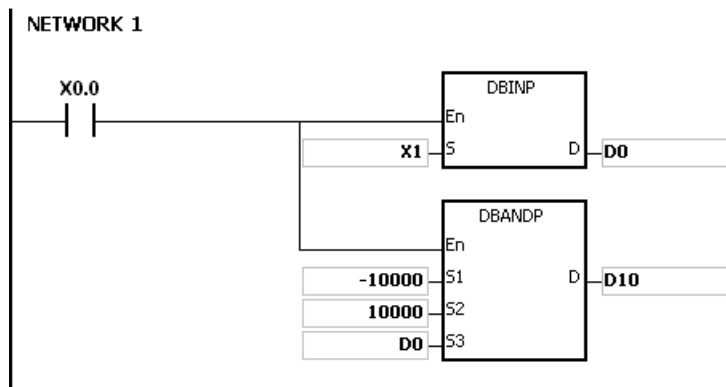 NETWORK 1
X0.0
DBINP
En
X1 S D D0
DBANDP
En
-10000 S1 D D10
10000 S2
D0 S3